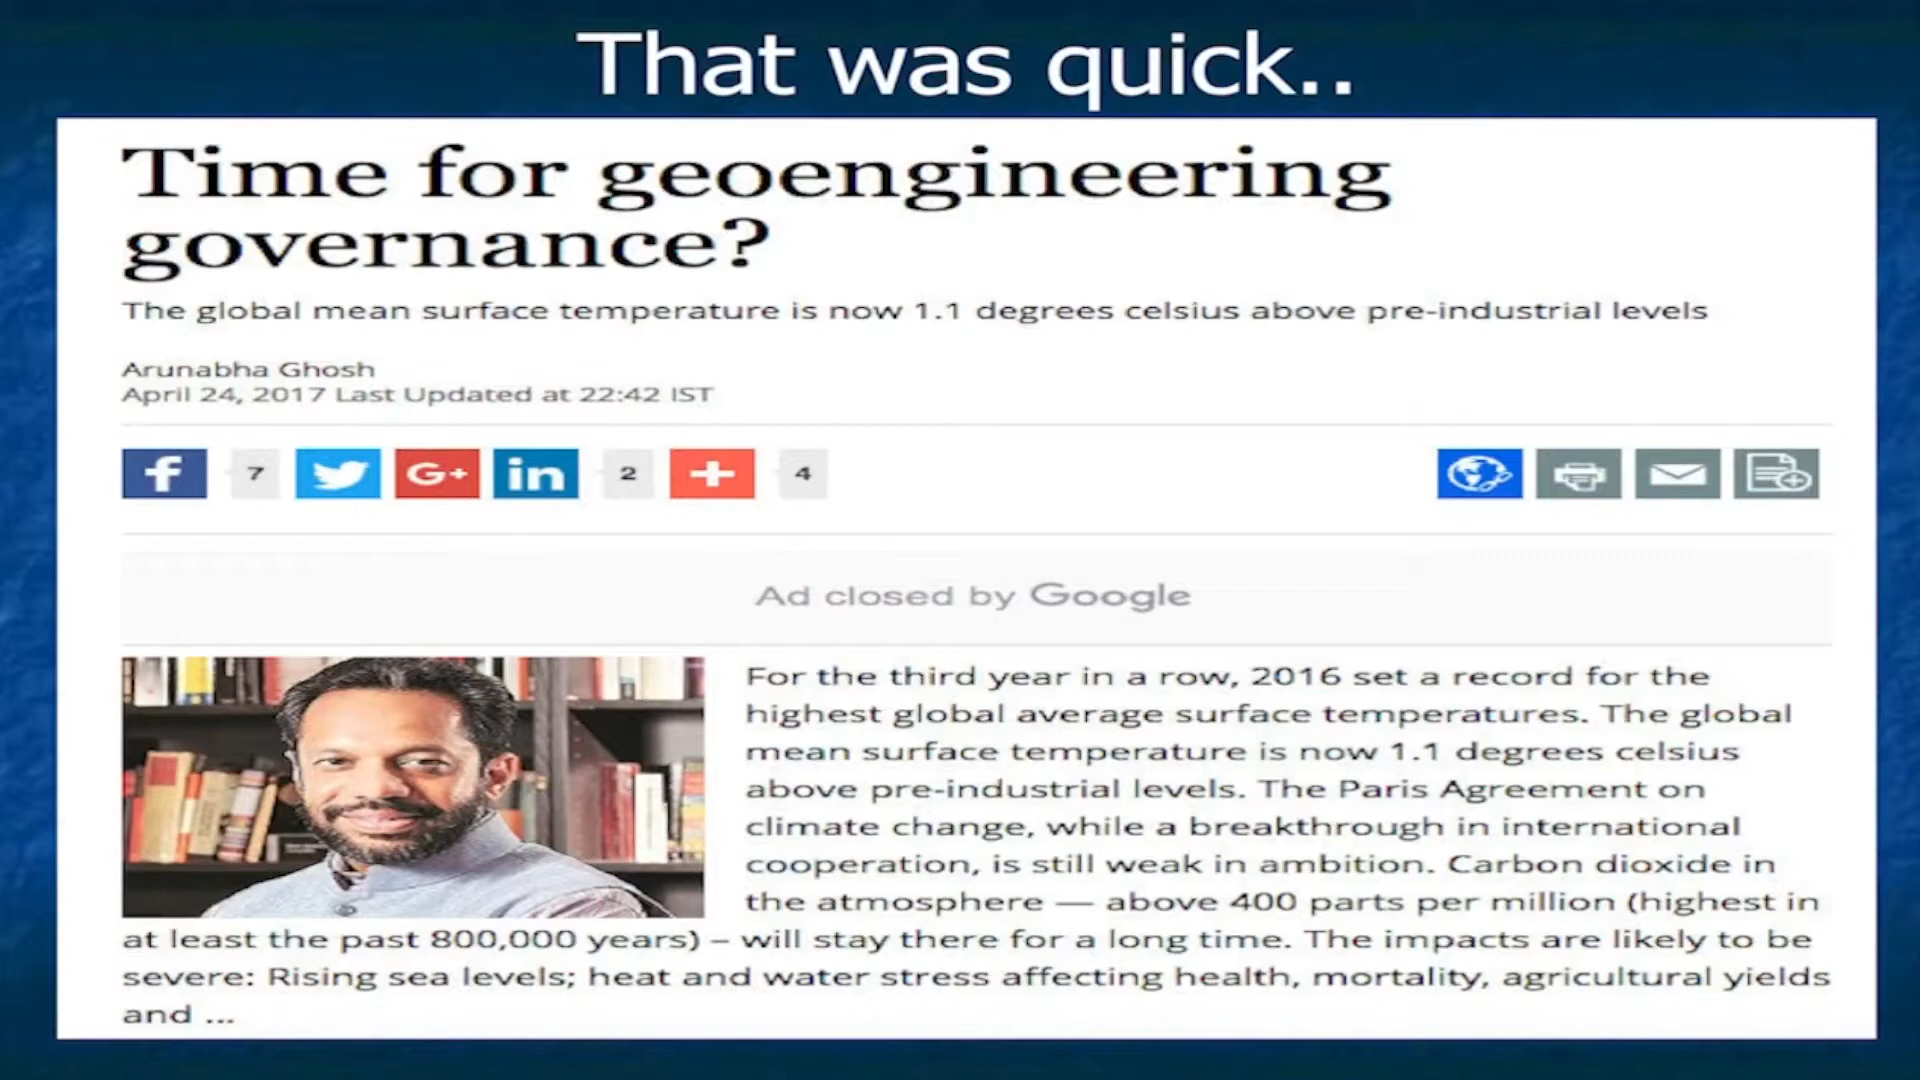 That was quick..
Time for geoengineering
governance?
The global mean surface temperature is now 1.1 degrees celsius above pre-industrial levels
Arunabha Ghosh
April 24, 2017 Last Updated at 22:42 IST
f 7 G+ in 2 + 4
Ad closed by Google
For the third year in a row, 2016 set a record for the
highest global average surface temperatures. The global
mean surface temperature is now 1.1 degrees celsius
above pre-industrial levels. The Paris Agreement on
climate change, while a breakthrough in international
cooperation, is still weak in ambition. Carbon dioxide in
the atmosphere — above 400 parts per million (highest in
at least the past 800,000 years) – will stay there for a long time. The impacts are likely to be
severe: Rising sea levels; heat and water stress affecting health, mortality, agricultural yields
and ...